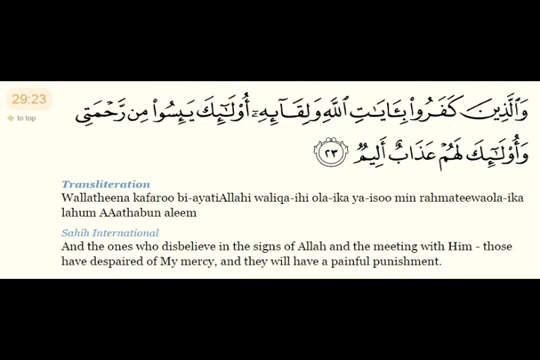 29:23
to top
وَٱلَّذِينَ كَفَرُوا۟ بِـَٔايَـٰتِ ٱللَّهِ وَلِقَآئِهِۦٓ أُو۟لَـٰٓئِكَ يَئِسُوا۟ مِن رَّحْمَتِى
وَأُو۟لَـٰٓئِكَ لَهُمْ عَذَابٌ أَلِيمٌ ٢٣
Transliteration
Wallatheena kafaroo bi-ayatiAllahi waliqa-ihi ola-ika ya-isoo min rahmateewaola-ika
lahum AAathabun aleem
Sahih International
And the ones who disbelieve in the signs of Allah and the meeting with Him - those
have despaired of My mercy, and they will have a painful punishment.